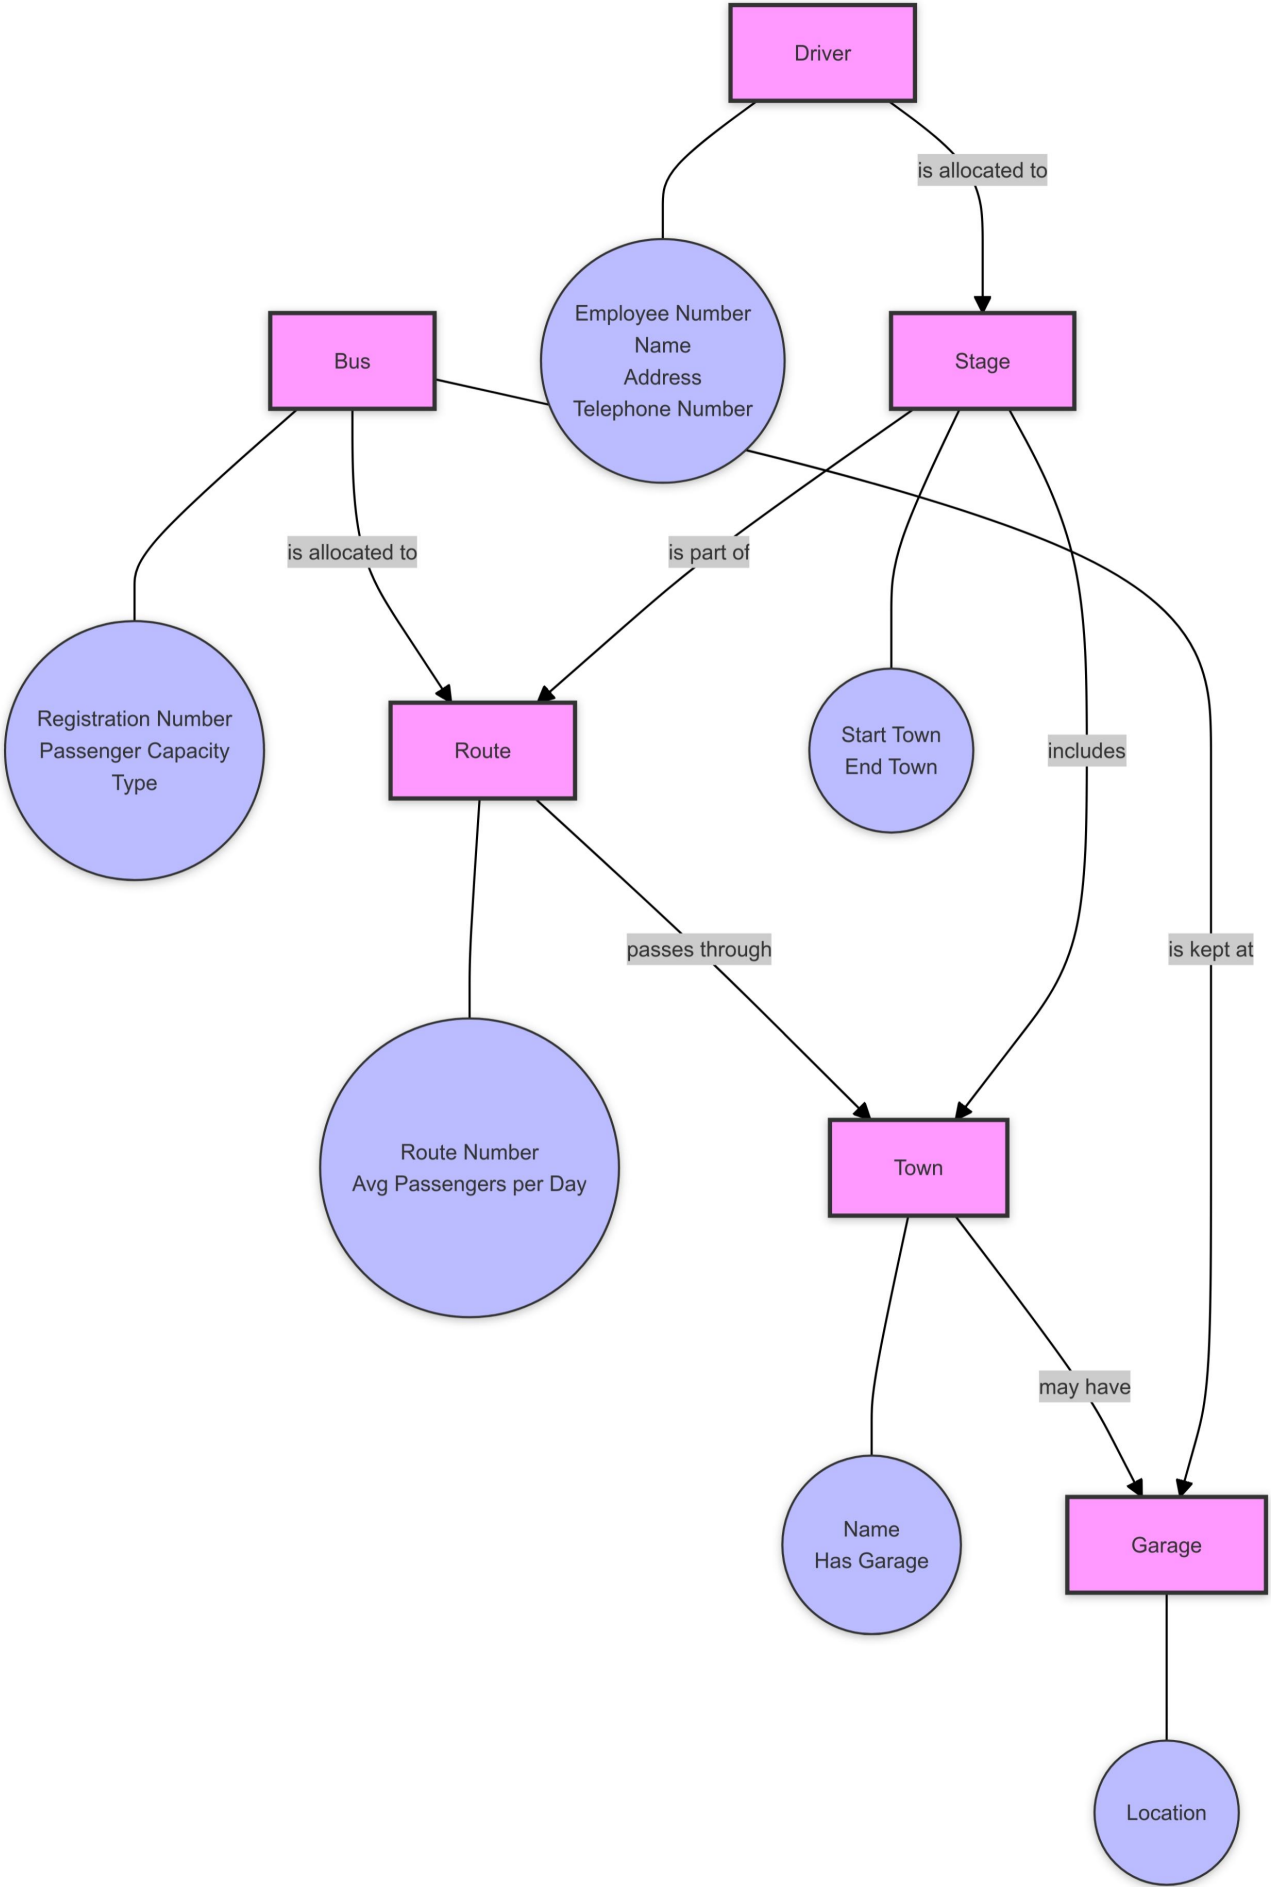 Driver
is allocated to
Employee Number
Name
Address
Telephone Number
Bus
Stage
is allocated to
is part of
Registration Number
Passenger Capacity
Type
Route
Start Town
End Town
includes
passes through
is kept at
Route Number
Avg Passengers per Day
Town
may have
Name
Has Garage
Garage
Location